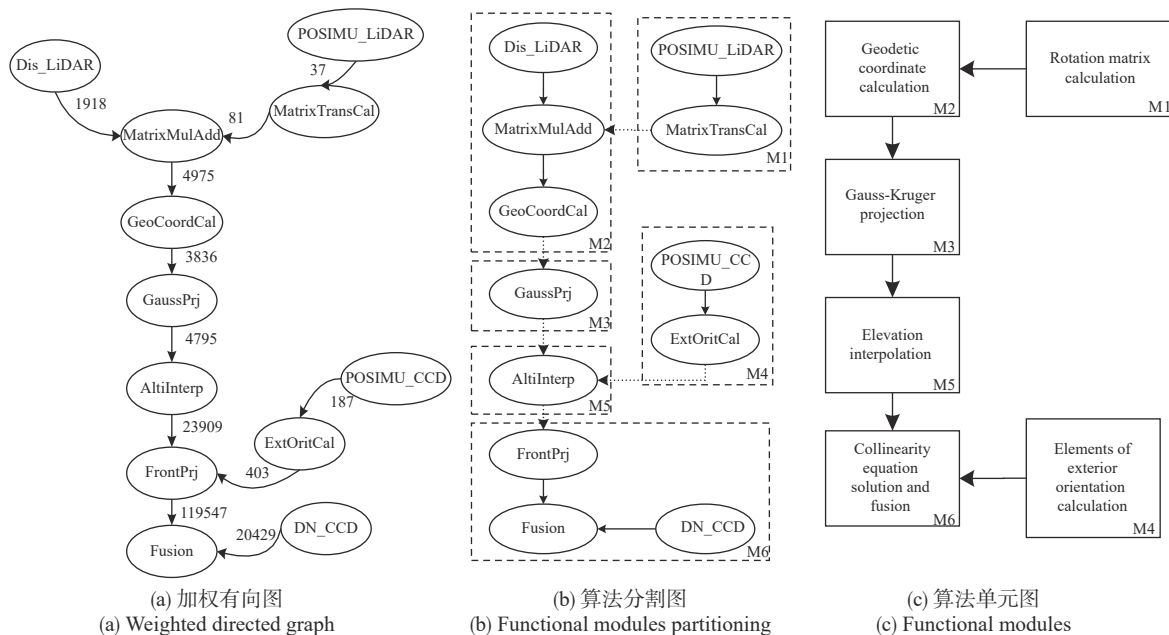 POSIMU_LiDAR
Dis_LiDAR
37
1918
81
MatrixTransCal
MatrixMulAdd
4975
GeoCoordCal
3836
GaussPrj
4795
AltiInterp
POSIMU_CCD
187
23909
ExtOritCal
FrontPrj
403
119547
DN_CCD
20429
Fusion
(a) 加权有向图
(a) Weighted directed graph
Dis_LiDAR
POSIMU_LiDAR
MatrixMulAdd
MatrixTransCal
M1
GeoCoordCal
M2
POSIMU_CC
D
GaussPrj
M3
ExtOritCal
M4
AltiInterp
M5
FrontPrj
Fusion
DN_CCD
M6
(b) 算法分割图
(b) Functional modules partitioning
Geodetic
coordinate
calculation
M2
Rotation matrix
calculation
M1
Gauss-Kruger
projection
M3
Elevation
interpolation
M5
Collinearity
equation
solution and
fusion
M6
Elements of
exterior
orientation
calculation
M4
(c) 算法单元图
(c) Functional modules